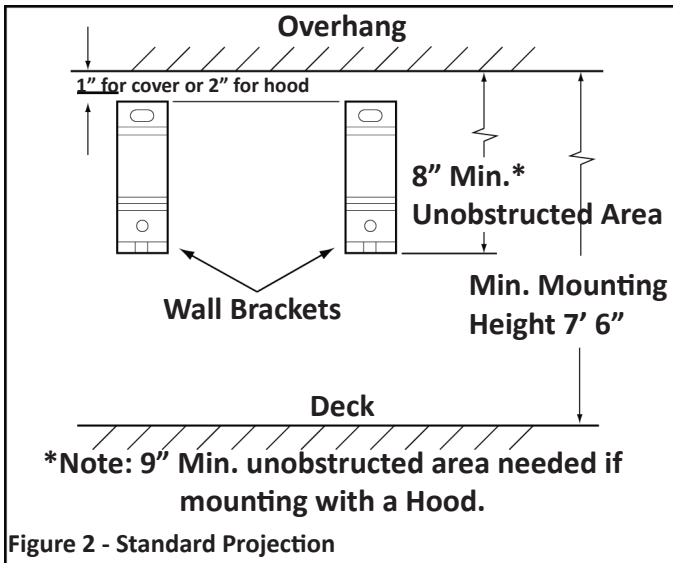 Overhang
1” for cover or 2” for hood
8” Min.*
Unobstructed Area
Wall Brackets
Min. Mounting
Height 7’ 6”
Deck
*Note: 9” Min. unobstructed area needed if
mounting with a Hood.
Figure 2 - Standard Projection